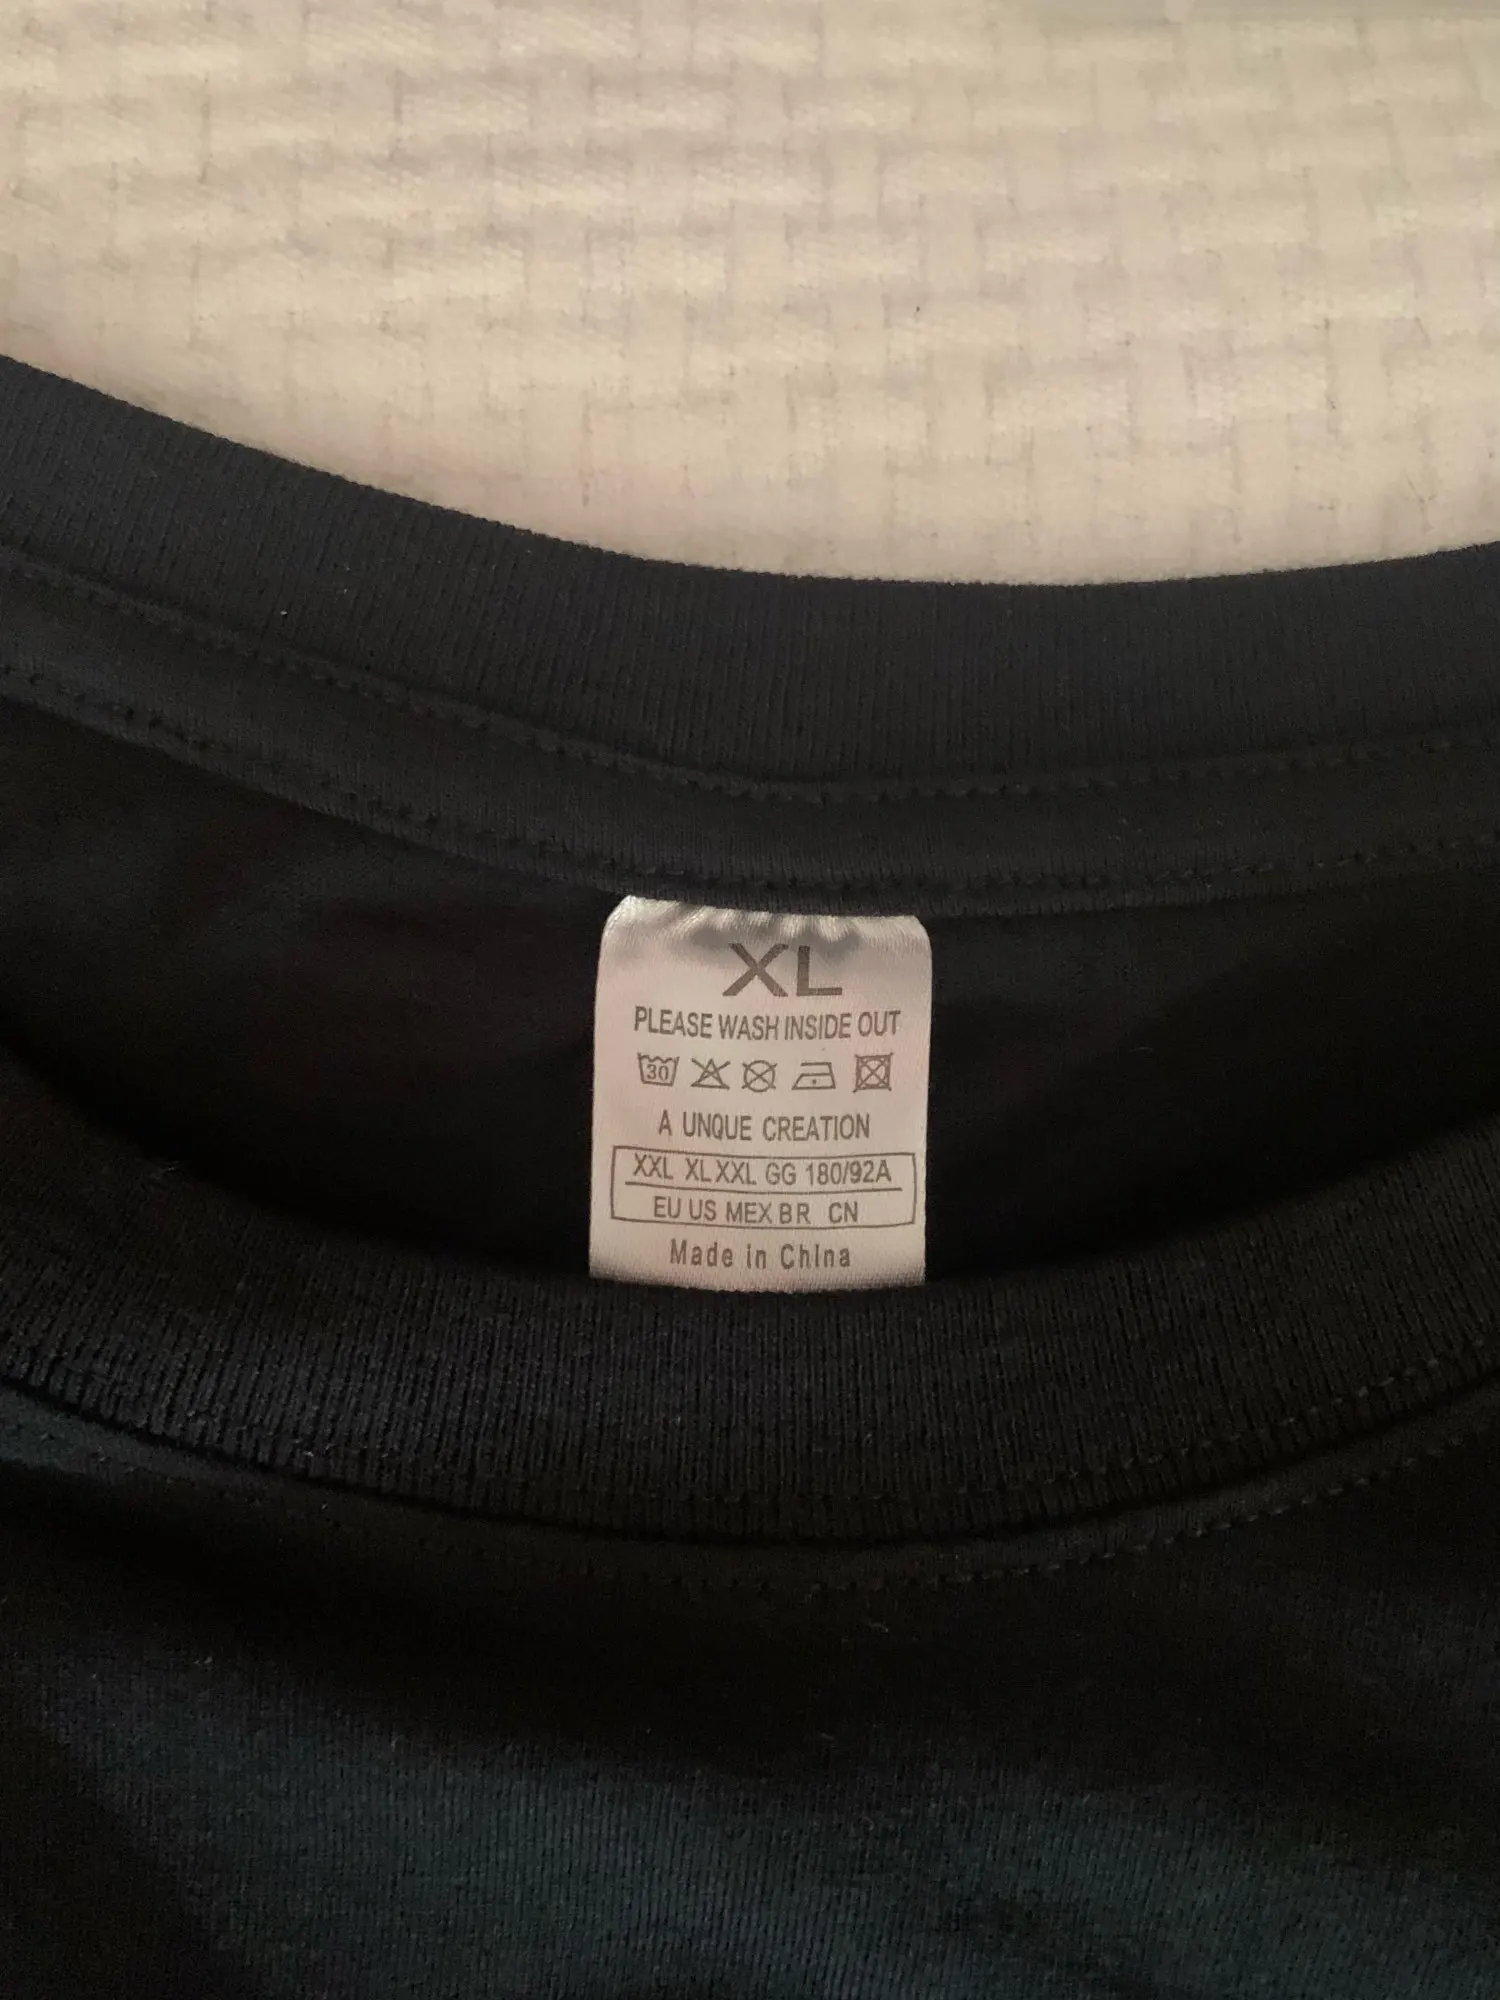 XL
PLEASE WASH INSIDE OUT
30
A UNQUE CREATION
XXL XL XXL GG 180/92A
EU US MEX BR CN
Made in China